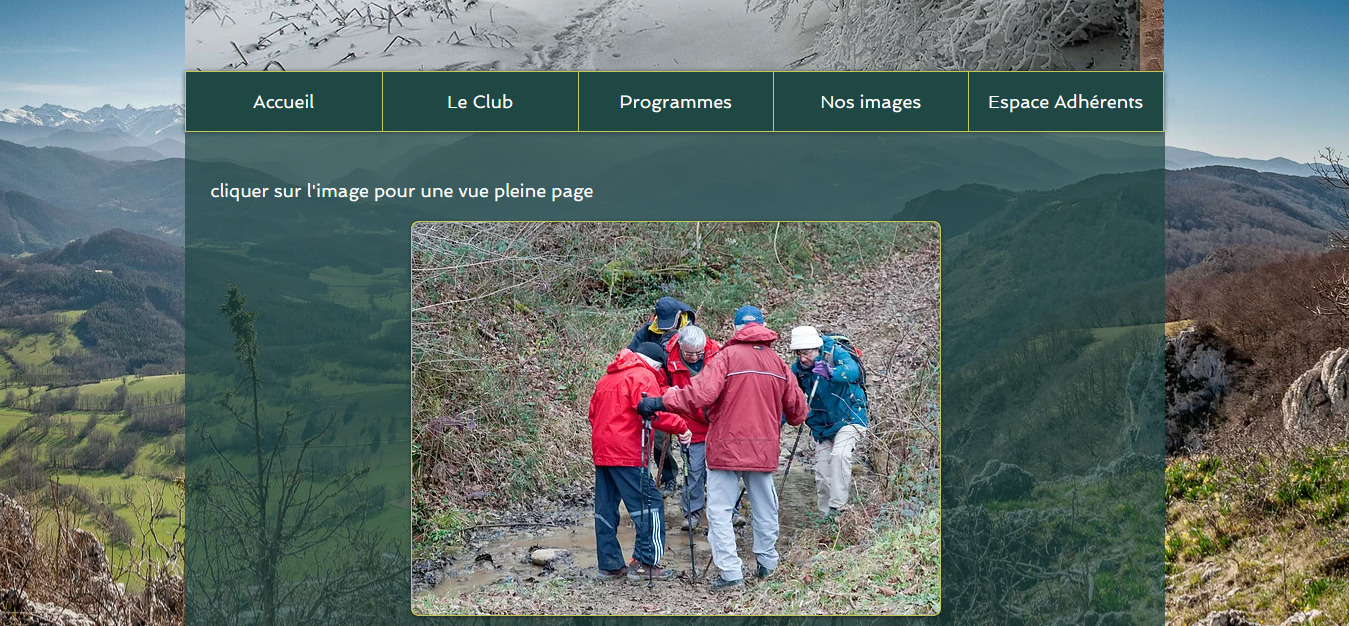 Accueil
Le Club
Programmes
Nos images
Espace Adhérents
cliquer sur l'image pour une vue pleine page